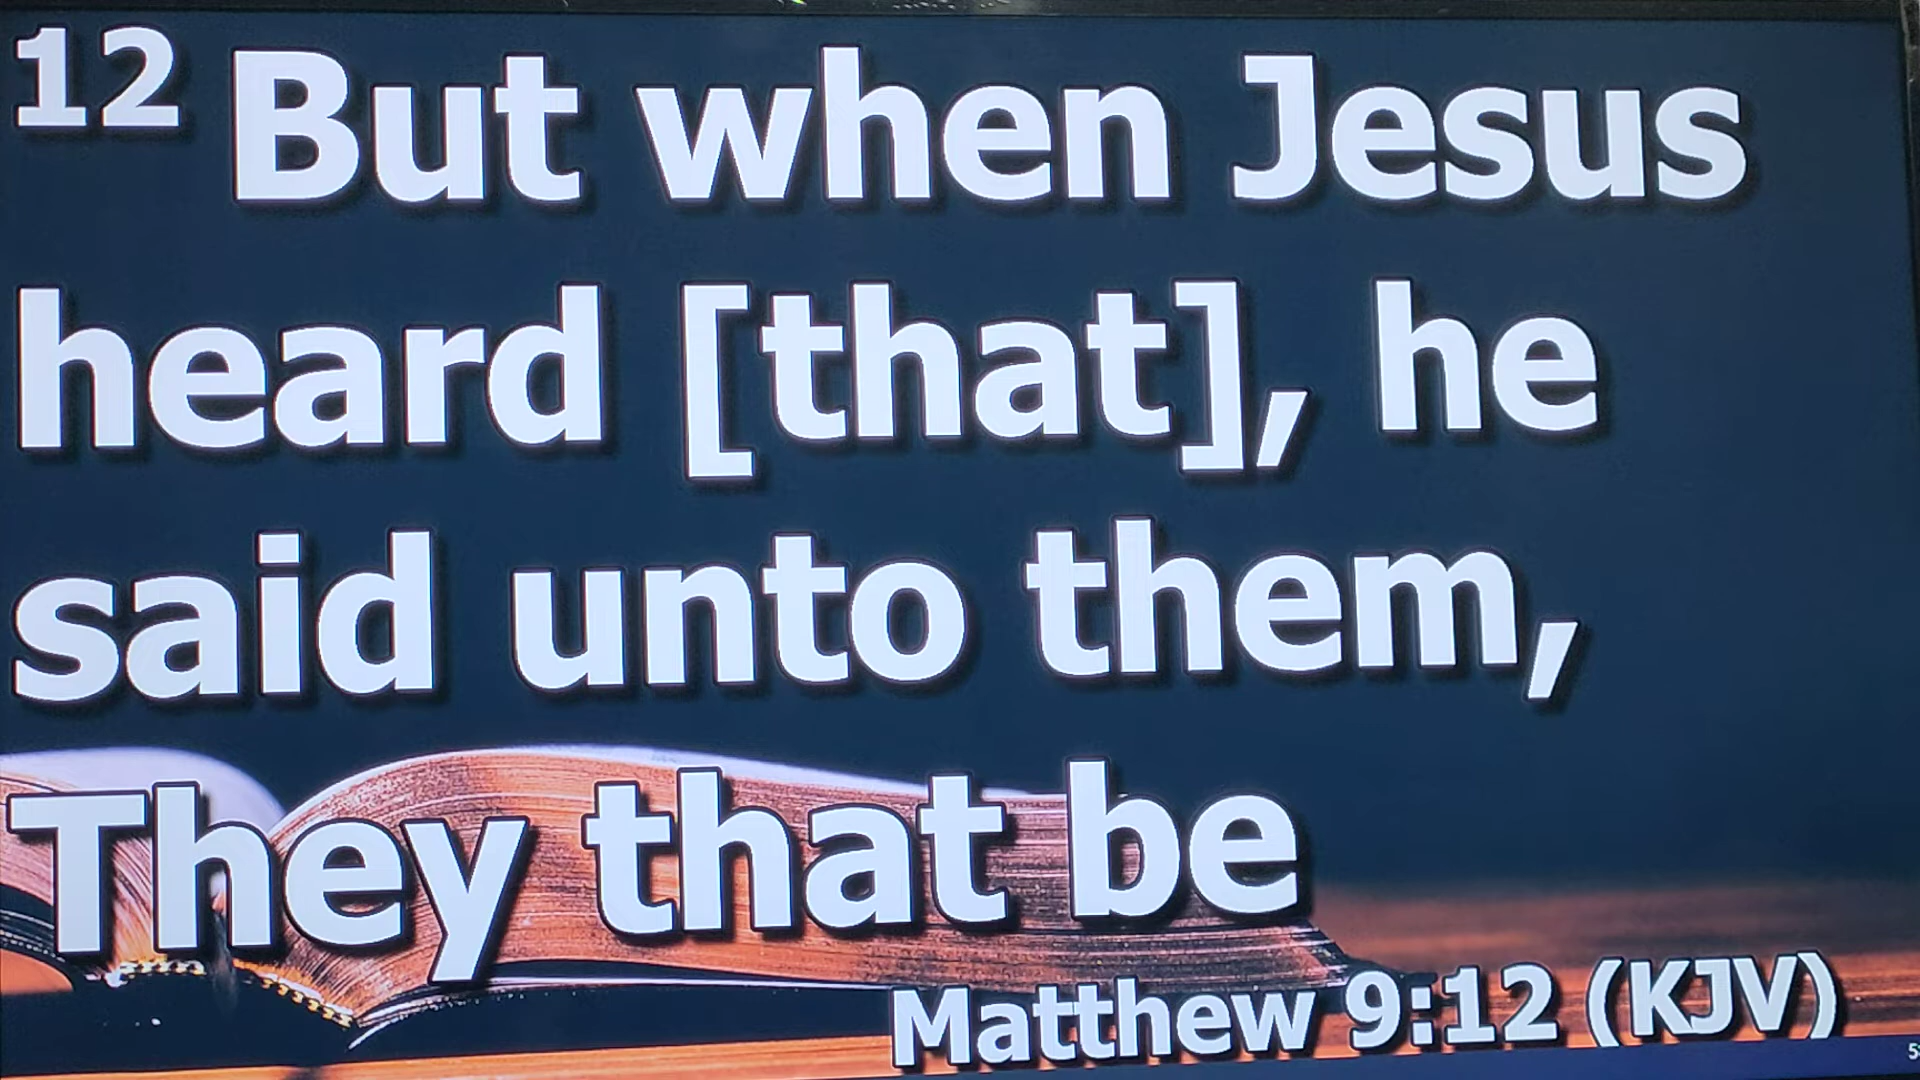 12 But when Jesus
heard [that], he
said unto them,
They that be
Matthew 9:12 (KJV)